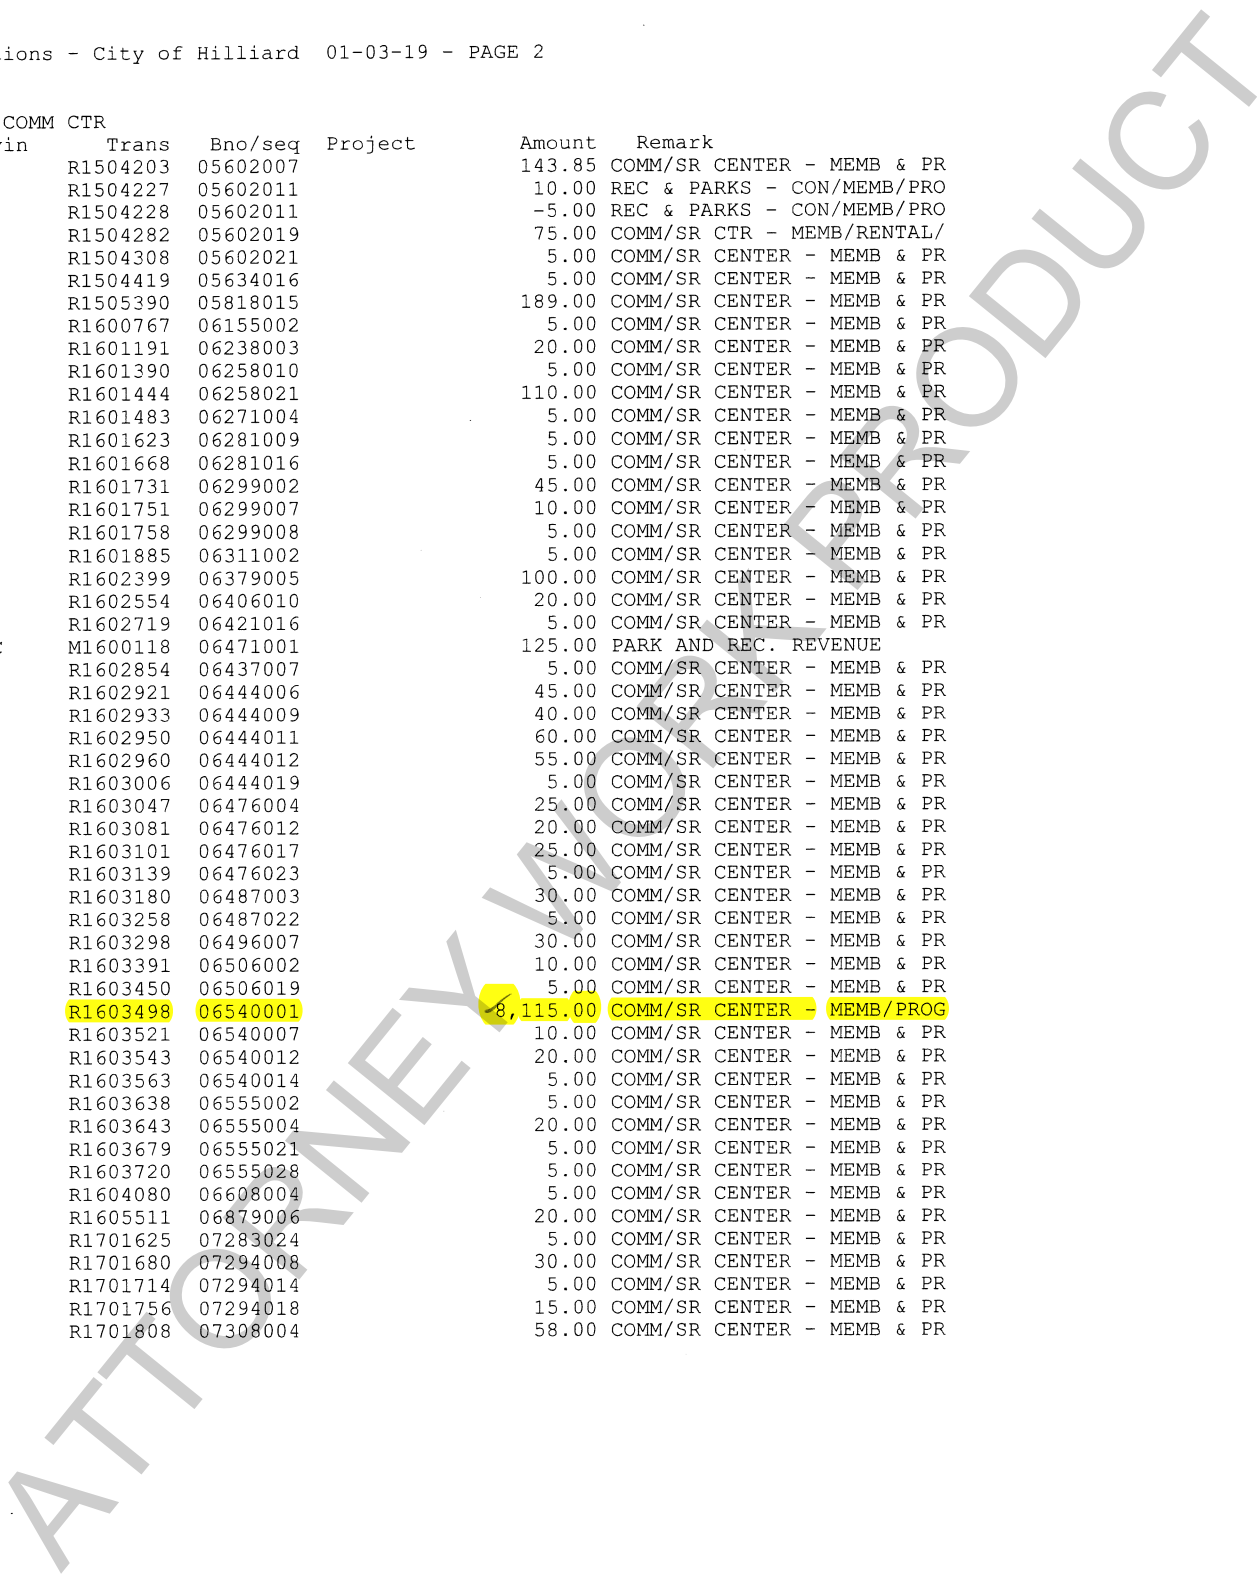 ions - City of Hilliard 01-03-19 - PAGE 2
COMM CTR
in Trans Bno/seq Project Amount Remark
R1504203 05602007 143.85 COMM/SR CENTER - MEMB & PR
R1504227 05602011 10.00 REC & PARKS - CON/MEMB/PRO
R1504228 05602011 -5.00 REC & PARKS - CON/MEMB/PRO
R1504282 05602019 75.00 COMM/SR CTR - MEMB/RENTAL/
R1504308 05602021 5.00 COMM/SR CENTER - MEMB & PR
R1504419 05634016 5.00 COMM/SR CENTER - MEMB & PR
R1505390 05818015 189.00 COMM/SR CENTER - MEMB & PR
R1600767 06155002 5.00 COMM/SR CENTER - MEMB & PR
R1601191 06238003 20.00 COMM/SR CENTER - MEMB & PR
R1601390 06258010 5.00 COMM/SR CENTER - MEMB & PR
R1601444 06258021 110.00 COMM/SR CENTER - MEMB & PR
R1601483 06271004 5.00 COMM/SR CENTER - MEMB & PR
R1601623 06281009 5.00 COMM/SR CENTER - MEMB & PR
R1601668 06281016 5.00 COMM/SR CENTER - MEMB & PR
R1601731 06299002 45.00 COMM/SR CENTER - MEMB & PR
R1601751 06299007 10.00 COMM/SR CENTER - MEMB & PR
R1601758 06299008 5.00 COMM/SR CENTER - MEMB & PR
R1601885 06311002 5.00 COMM/SR CENTER - MEMB & PR
R1602399 06379005 100.00 COMM/SR CENTER - MEMB & PR
R1602554 06406010 20.00 COMM/SR CENTER - MEMB & PR
R1602719 06421016 5.00 COMM/SR CENTER - MEMB & PR
M1600118 06471001 125.00 PARK AND REC. REVENUE
R1602854 06437007 5.00 COMM/SR CENTER - MEMB & PR
R1602921 06444006 45.00 COMM/SR CENTER - MEMB & PR
R1602933 06444009 40.00 COMM/SR CENTER - MEMB & PR
R1602950 06444011 60.00 COMM/SR CENTER - MEMB & PR
R1602960 06444012 55.00 COMM/SR CENTER - MEMB & PR
R1603006 06444019 5.00 COMM/SR CENTER - MEMB & PR
R1603047 06476004 25.00 COMM/SR CENTER - MEMB & PR
R1603081 06476012 20.00 COMM/SR CENTER - MEMB & PR
R1603101 06476017 25.00 COMM/SR CENTER - MEMB & PR
R1603139 06476023 5.00 COMM/SR CENTER - MEMB & PR
R1603180 06487003 30.00 COMM/SR CENTER - MEMB & PR
R1603258 06487022 5.00 COMM/SR CENTER - MEMB & PR
R1603298 06496007 30.00 COMM/SR CENTER - MEMB & PR
R1603391 06506002 10.00 COMM/SR CENTER - MEMB & PR
R1603450 06506019 5.00 COMM/SR CENTER - MEMB & PR
R1603498 06540001 8,115.00 COMM/SR CENTER - MEMB/PROG
R1603521 06540007 10.00 COMM/SR CENTER - MEMB & PR
R1603543 06540012 20.00 COMM/SR CENTER - MEMB & PR
R1603563 06540014 5.00 COMM/SR CENTER - MEMB & PR
R1603638 06555002 5.00 COMM/SR CENTER - MEMB & PR
R1603643 06555004 20.00 COMM/SR CENTER - MEMB & PR
R1603679 06555021 5.00 COMM/SR CENTER - MEMB & PR
R1603720 06555028 5.00 COMM/SR CENTER - MEMB & PR
R1604080 06608004 5.00 COMM/SR CENTER - MEMB & PR
R1605511 06879006 20.00 COMM/SR CENTER - MEMB & PR
R1701625 07283024 5.00 COMM/SR CENTER - MEMB & PR
R1701680 07294008 30.00 COMM/SR CENTER - MEMB & PR
R1701714 07294014 5.00 COMM/SR CENTER - MEMB & PR
R1701756 07294018 15.00 COMM/SR CENTER - MEMB & PR
R1701808 07308004 58.00 COMM/SR CENTER - MEMB & PR
ATTORNEY WORK PRODUCT